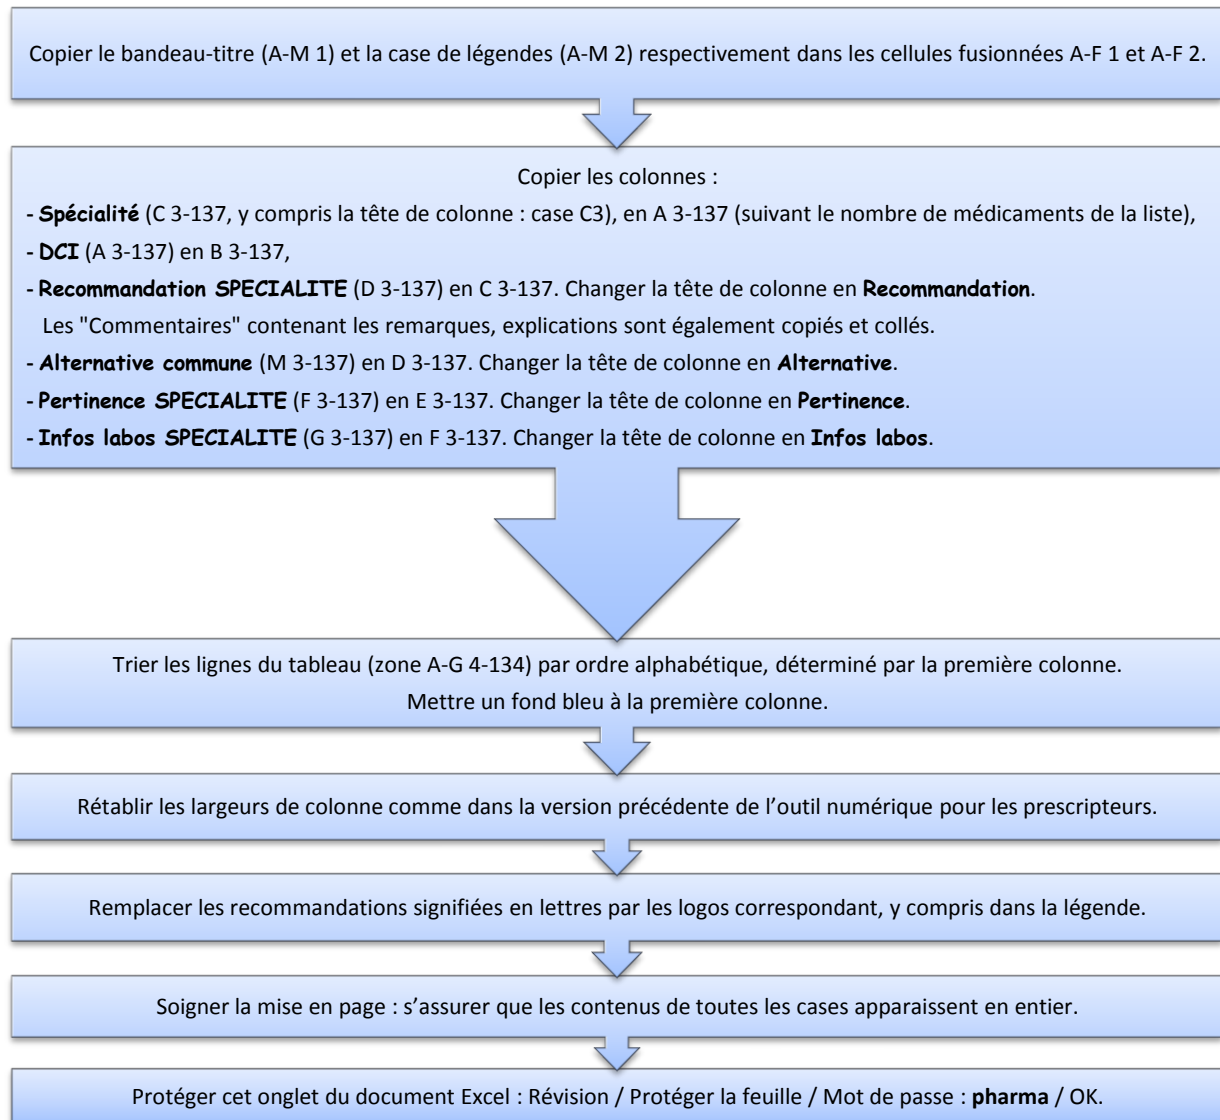 Copier le bandeau-titre (A-M 1) et la case de légendes (A-M 2) respectivement dans les cellules fusionnées A-F 1 et A-F 2.
Copier les colonnes :
- Spécialité (C 3-137, y compris la tête de colonne : case C3), en A 3-137 (suivant le nombre de médicaments de la liste),
- DCI (A 3-137) en B 3-137,
- Recommandation SPECIALITE (D 3-137) en C 3-137. Changer la tête de colonne en Recommandation.
Les "Commentaires" contenant les remarques, explications sont également copiés et collés.
- Alternative commune (M 3-137) en D 3-137. Changer la tête de colonne en Alternative.
- Pertinence SPECIALITE (F 3-137) en E 3-137. Changer la tête de colonne en Pertinence.
- Infos labos SPECIALITE (G 3-137) en F 3-137. Changer la tête de colonne en Infos labos.
Trier les lignes du tableau (zone A-G 4-134) par ordre alphabétique, déterminé par la première colonne.
Mettre un fond bleu à la première colonne.
Rétablir les largeurs de colonne comme dans la version précédente de l’outil numérique pour les prescripteurs.
Remplacer les recommandations signifiées en lettres par les logos correspondant, y compris dans la légende.
Soigner la mise en page : s’assurer que les contenus de toutes les cases apparaissent en entier.
Protéger cet onglet du document Excel : Révision / Protéger la feuille / Mot de passe : pharma / OK.